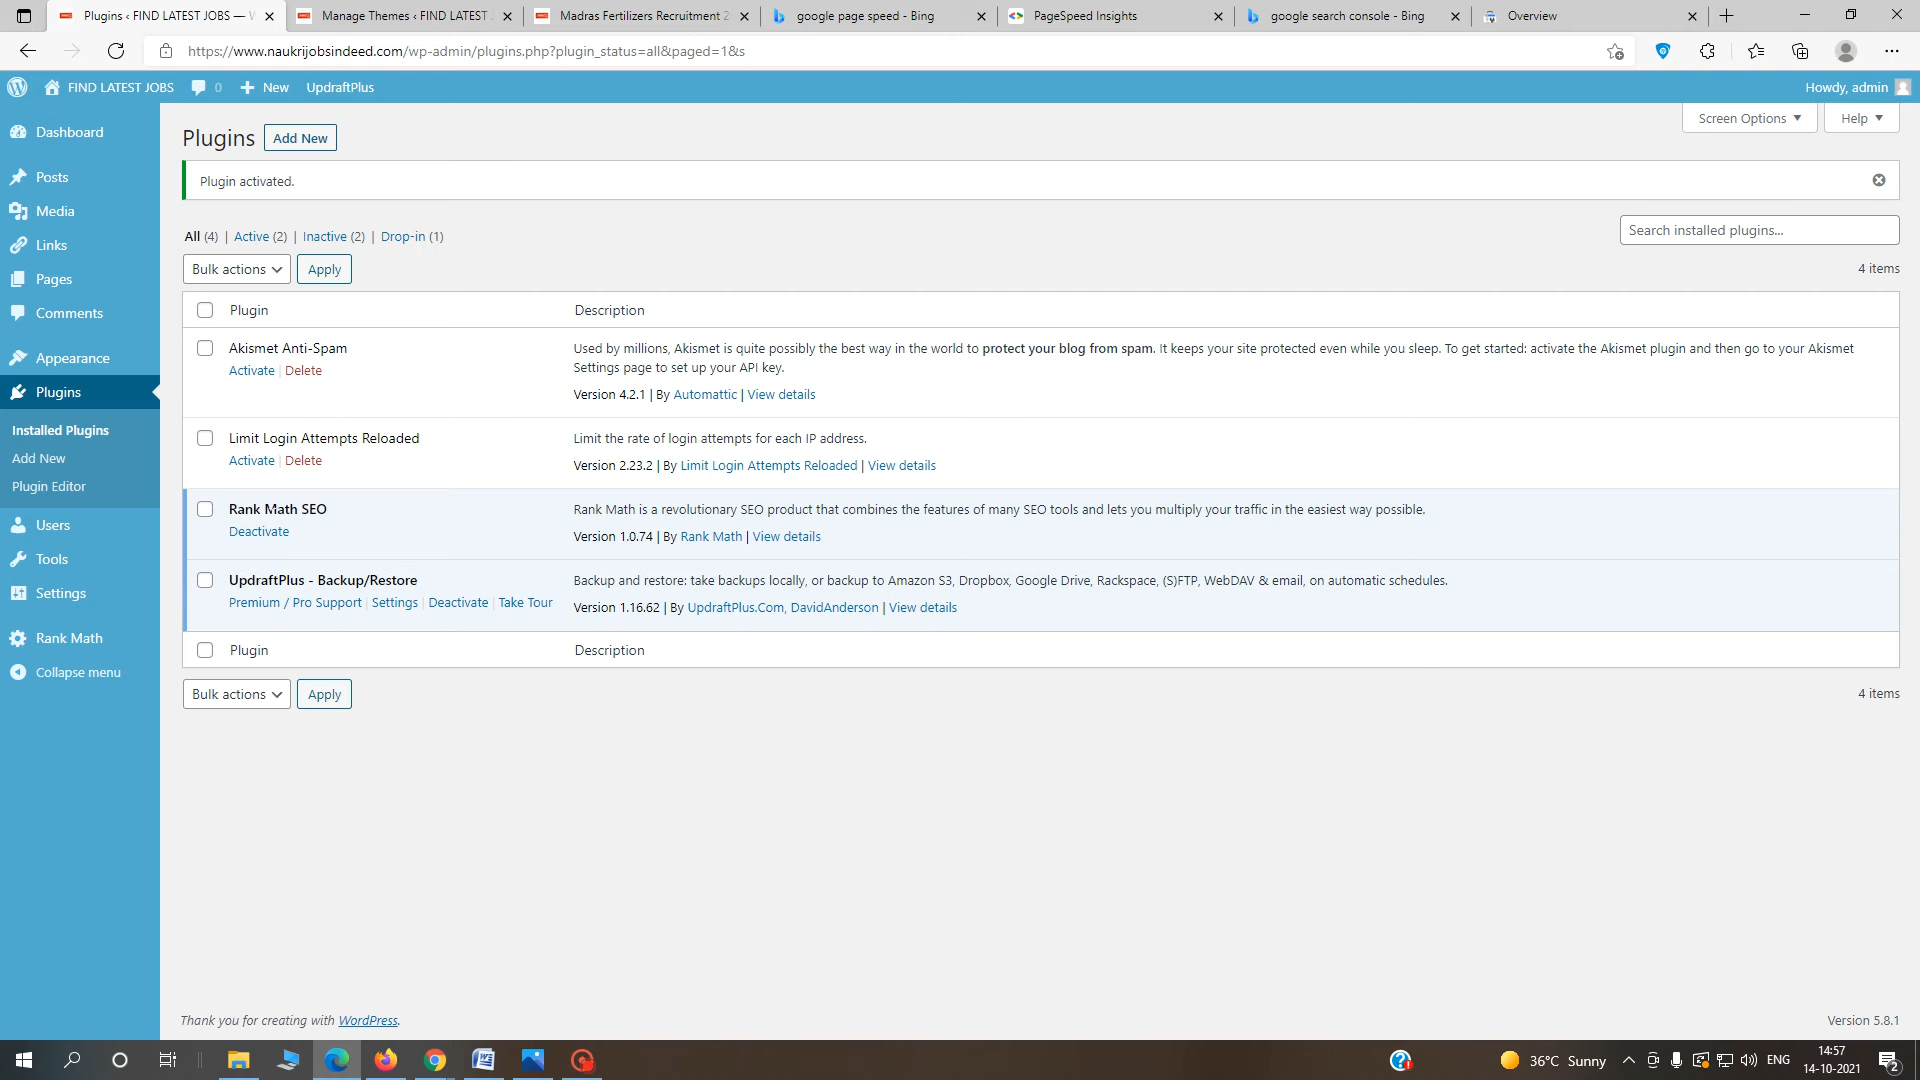 Plugins ‹ FIND LATEST JOBS —
Manage Themes ‹ FIND LATEST
Madras Fertilizers Recruitment 2
google page speed - Bing
PageSpeed Insights
google search console - Bing
Overview
https://www.naukrijobsindeed.com/wp-admin/plugins.php?plugin_status=all&paged=1&s
FIND LATEST JOBS
0
New
UpdraftPlus
Howdy, admin
Screen Options
Help
Dashboard
Posts
Media
Links
Pages
Comments
Appearance
Plugins
Installed Plugins
Add New
Plugin Editor
Users
Tools
Settings
Rank Math
Collapse menu
Plugins
Add New
Plugin activated.
All (4) | Active (2) | Inactive (2) | Drop-in (1)
Search installed plugins...
Bulk actions
Apply
4 items
Plugin
Description
Akismet Anti-Spam
Activate | Delete
Used by millions, Akismet is quite possibly the best way in the world to protect your blog from spam. It keeps your site protected even while you sleep. To get started: activate the Akismet plugin and then go to your Akismet
Settings page to set up your API key.
Version 4.2.1 | By Automattic | View details
Limit Login Attempts Reloaded
Activate | Delete
Limit the rate of login attempts for each IP address.
Version 2.23.2 | By Limit Login Attempts Reloaded | View details
Rank Math SEO
Deactivate
Rank Math is a revolutionary SEO product that combines the features of many SEO tools and lets you multiply your traffic in the easiest way possible.
Version 1.0.74 | By Rank Math | View details
UpdraftPlus - Backup/Restore
Premium / Pro Support | Settings | Deactivate | Take Tour
Backup and restore: take backups locally, or backup to Amazon S3, Dropbox, Google Drive, Rackspace, (S)FTP, WebDAV & email, on automatic schedules.
Version 1.16.62 | By UpdraftPlus.Com, DavidAnderson | View details
Plugin
Description
Bulk actions
Apply
4 items
Thank you for creating with WordPress.
Version 5.8.1
36°C Sunny
ENG
14:57
14-10-2021
2